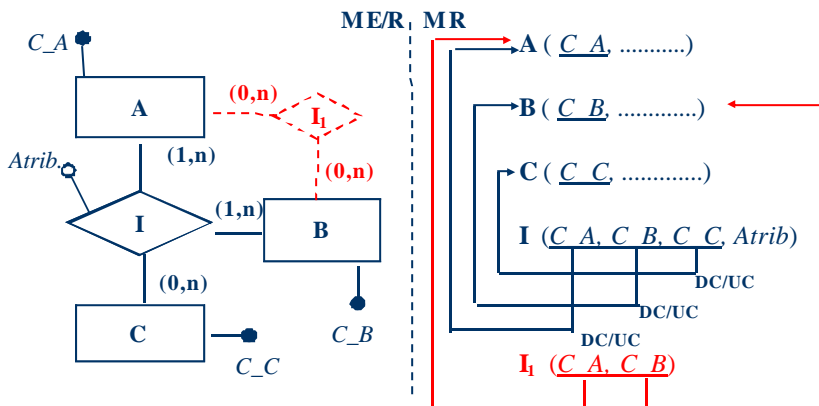 ME/R MR
C_A
A
(0,n)
I1
(1,n)
(0,n)
Atrib.
I
(1,n)
B
(0,n)
C
C_B
C_C
A ( C_A, ...........)
B ( C_B, ............)
C ( C_C, .............)
I (C_A, C_B, C_C, Atrib)
DC/UC
DC/UC
DC/UC
I1 (C_A, C_B)